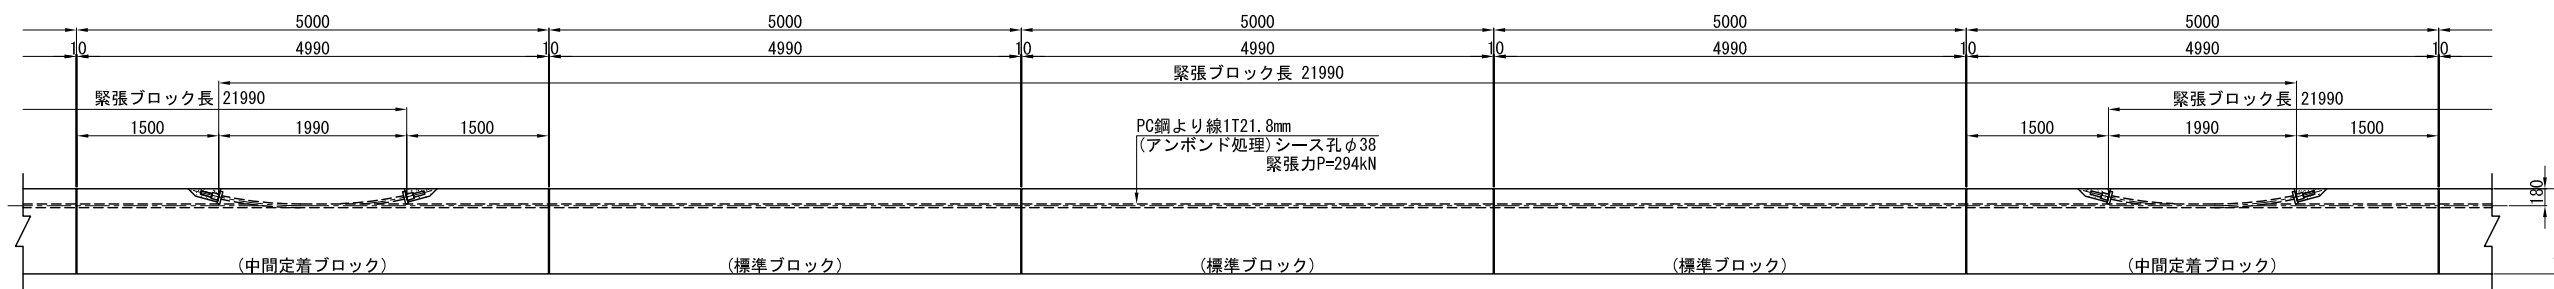 5000 5000 5000 5000 5000
10 4990 10 4990 10 4990 10 4990 10 4990 10
緊張ブロック長 21990
緊張ブロック長 21990 緊張ブロック長 21990
1500 1990 1500 1500 1990 1500
PC鋼より線1T21.8mm
(アンボンド処理)シース孔φ38
緊張力P=294kN
180
(中間定着ブロック) (標準ブロック) (標準ブロック) (標準ブロック) (中間定着ブロック)